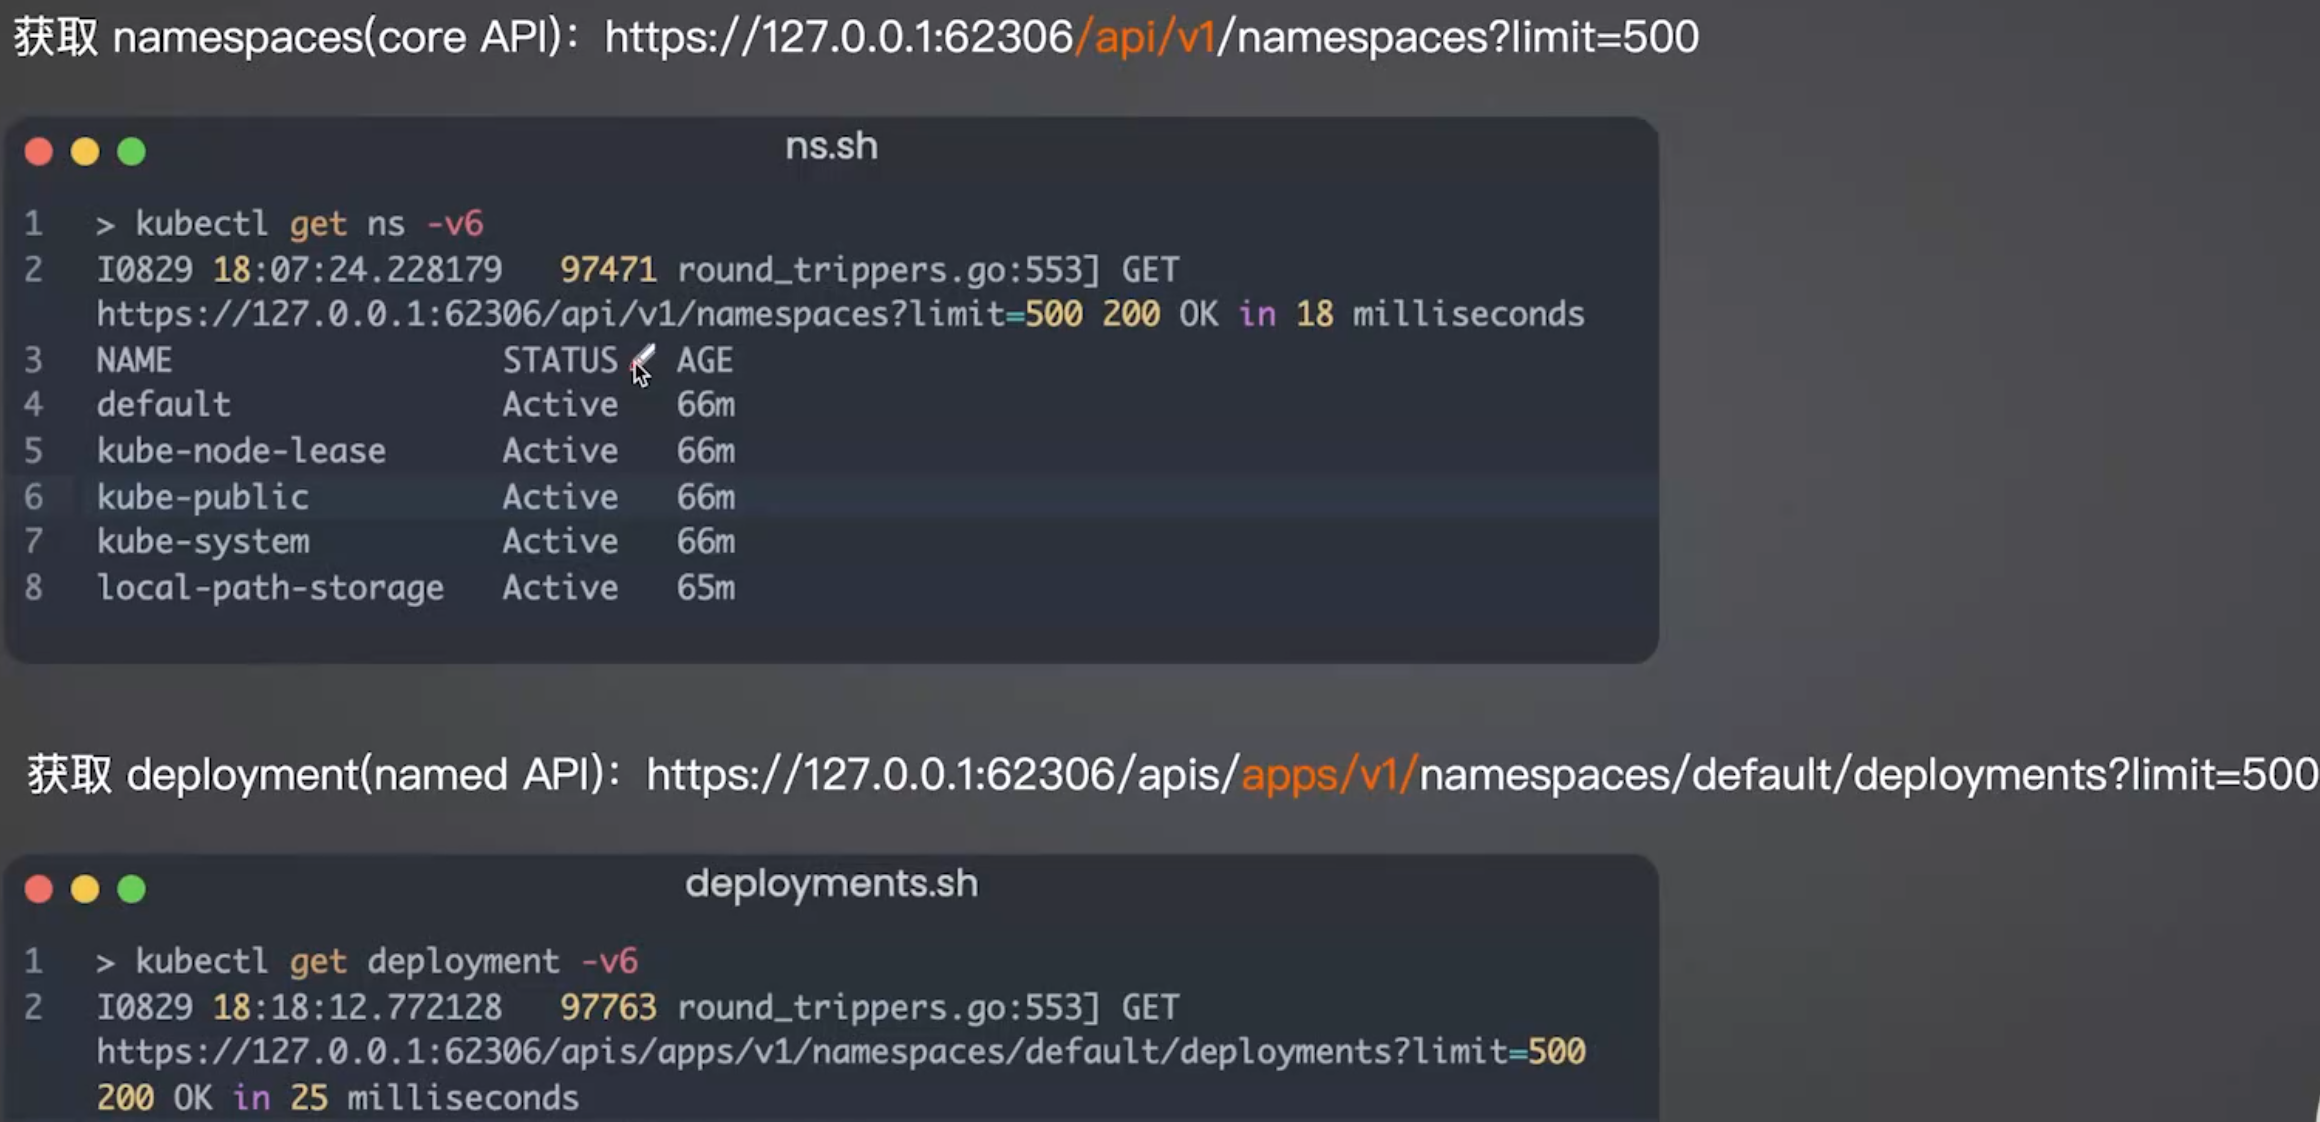 获取 namespaces(core API)：https://127.0.0.1:62306/api/v1/namespaces?limit=500
ns.sh
1 > kubectl get ns -v6
2 I0829 18:07:24.228179   97471 round_trippers.go:553] GET
https://127.0.0.1:62306/api/v1/namespaces?limit=500 200 OK in 18 milliseconds
3 NAME                 STATUS   AGE
4 default              Active   66m
5 kube-node-lease      Active   66m
6 kube-public          Active   66m
7 kube-system          Active   66m
8 local-path-storage   Active   65m
获取 deployment(named API)：https://127.0.0.1:62306/apis/apps/v1/namespaces/default/deployments?limit=500
deployments.sh
1 > kubectl get deployment -v6
2 I0829 18:18:12.772128   97763 round_trippers.go:553] GET
https://127.0.0.1:62306/apis/apps/v1/namespaces/default/deployments?limit=500
200 OK in 25 milliseconds